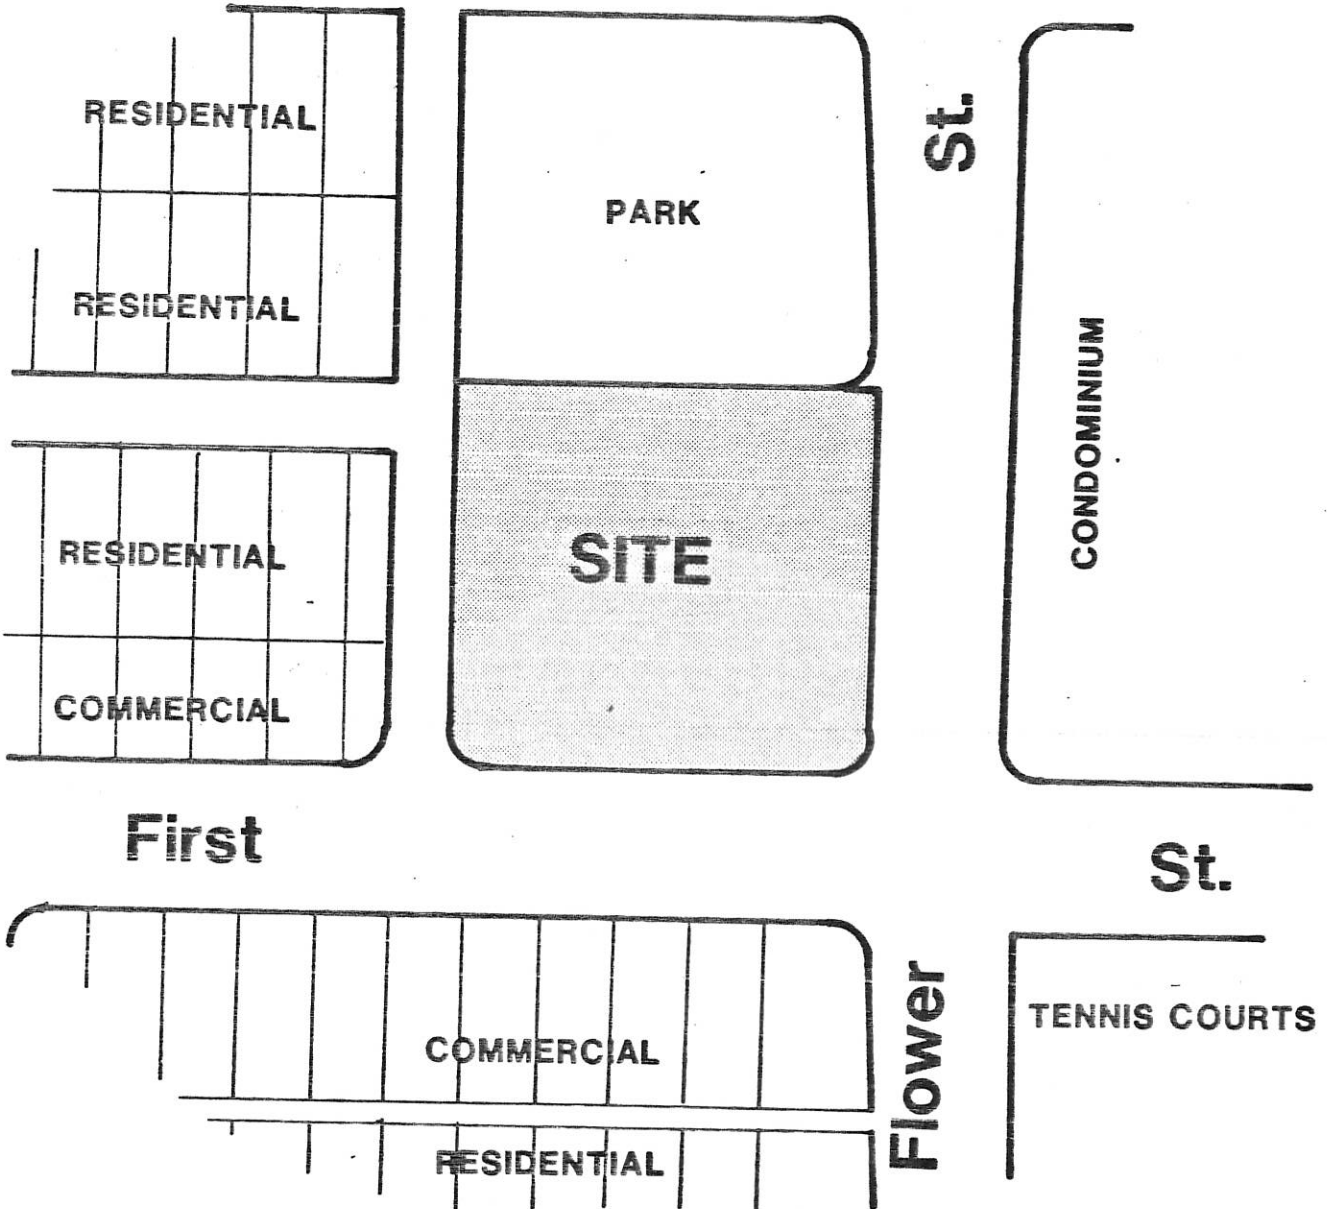 RESIDENTIAL
St.
PARK
RESIDENTIAL
CONDOMINIUM
RESIDENTIAL
SITE
COMMERCIAL
First
St.
Flower
TENNIS COURTS
COMMERCIAL
RESIDENTIAL